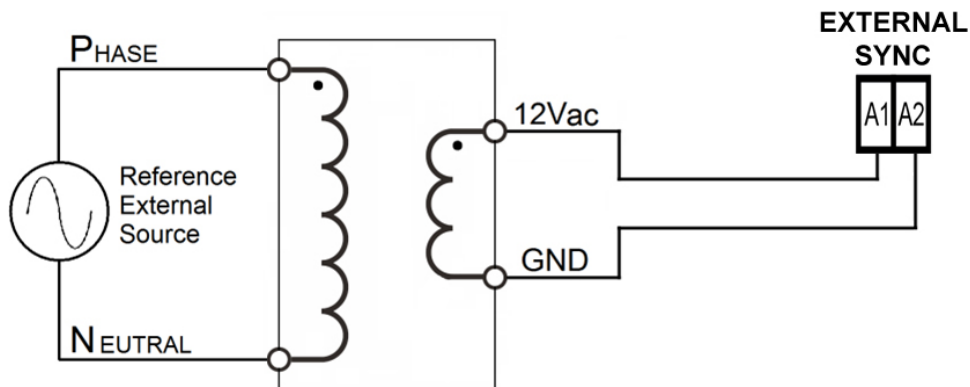 EXTERNAL
SYNC
PHASE
A1 A2
12Vac
Reference
External
Source
GND
NEUTRAL